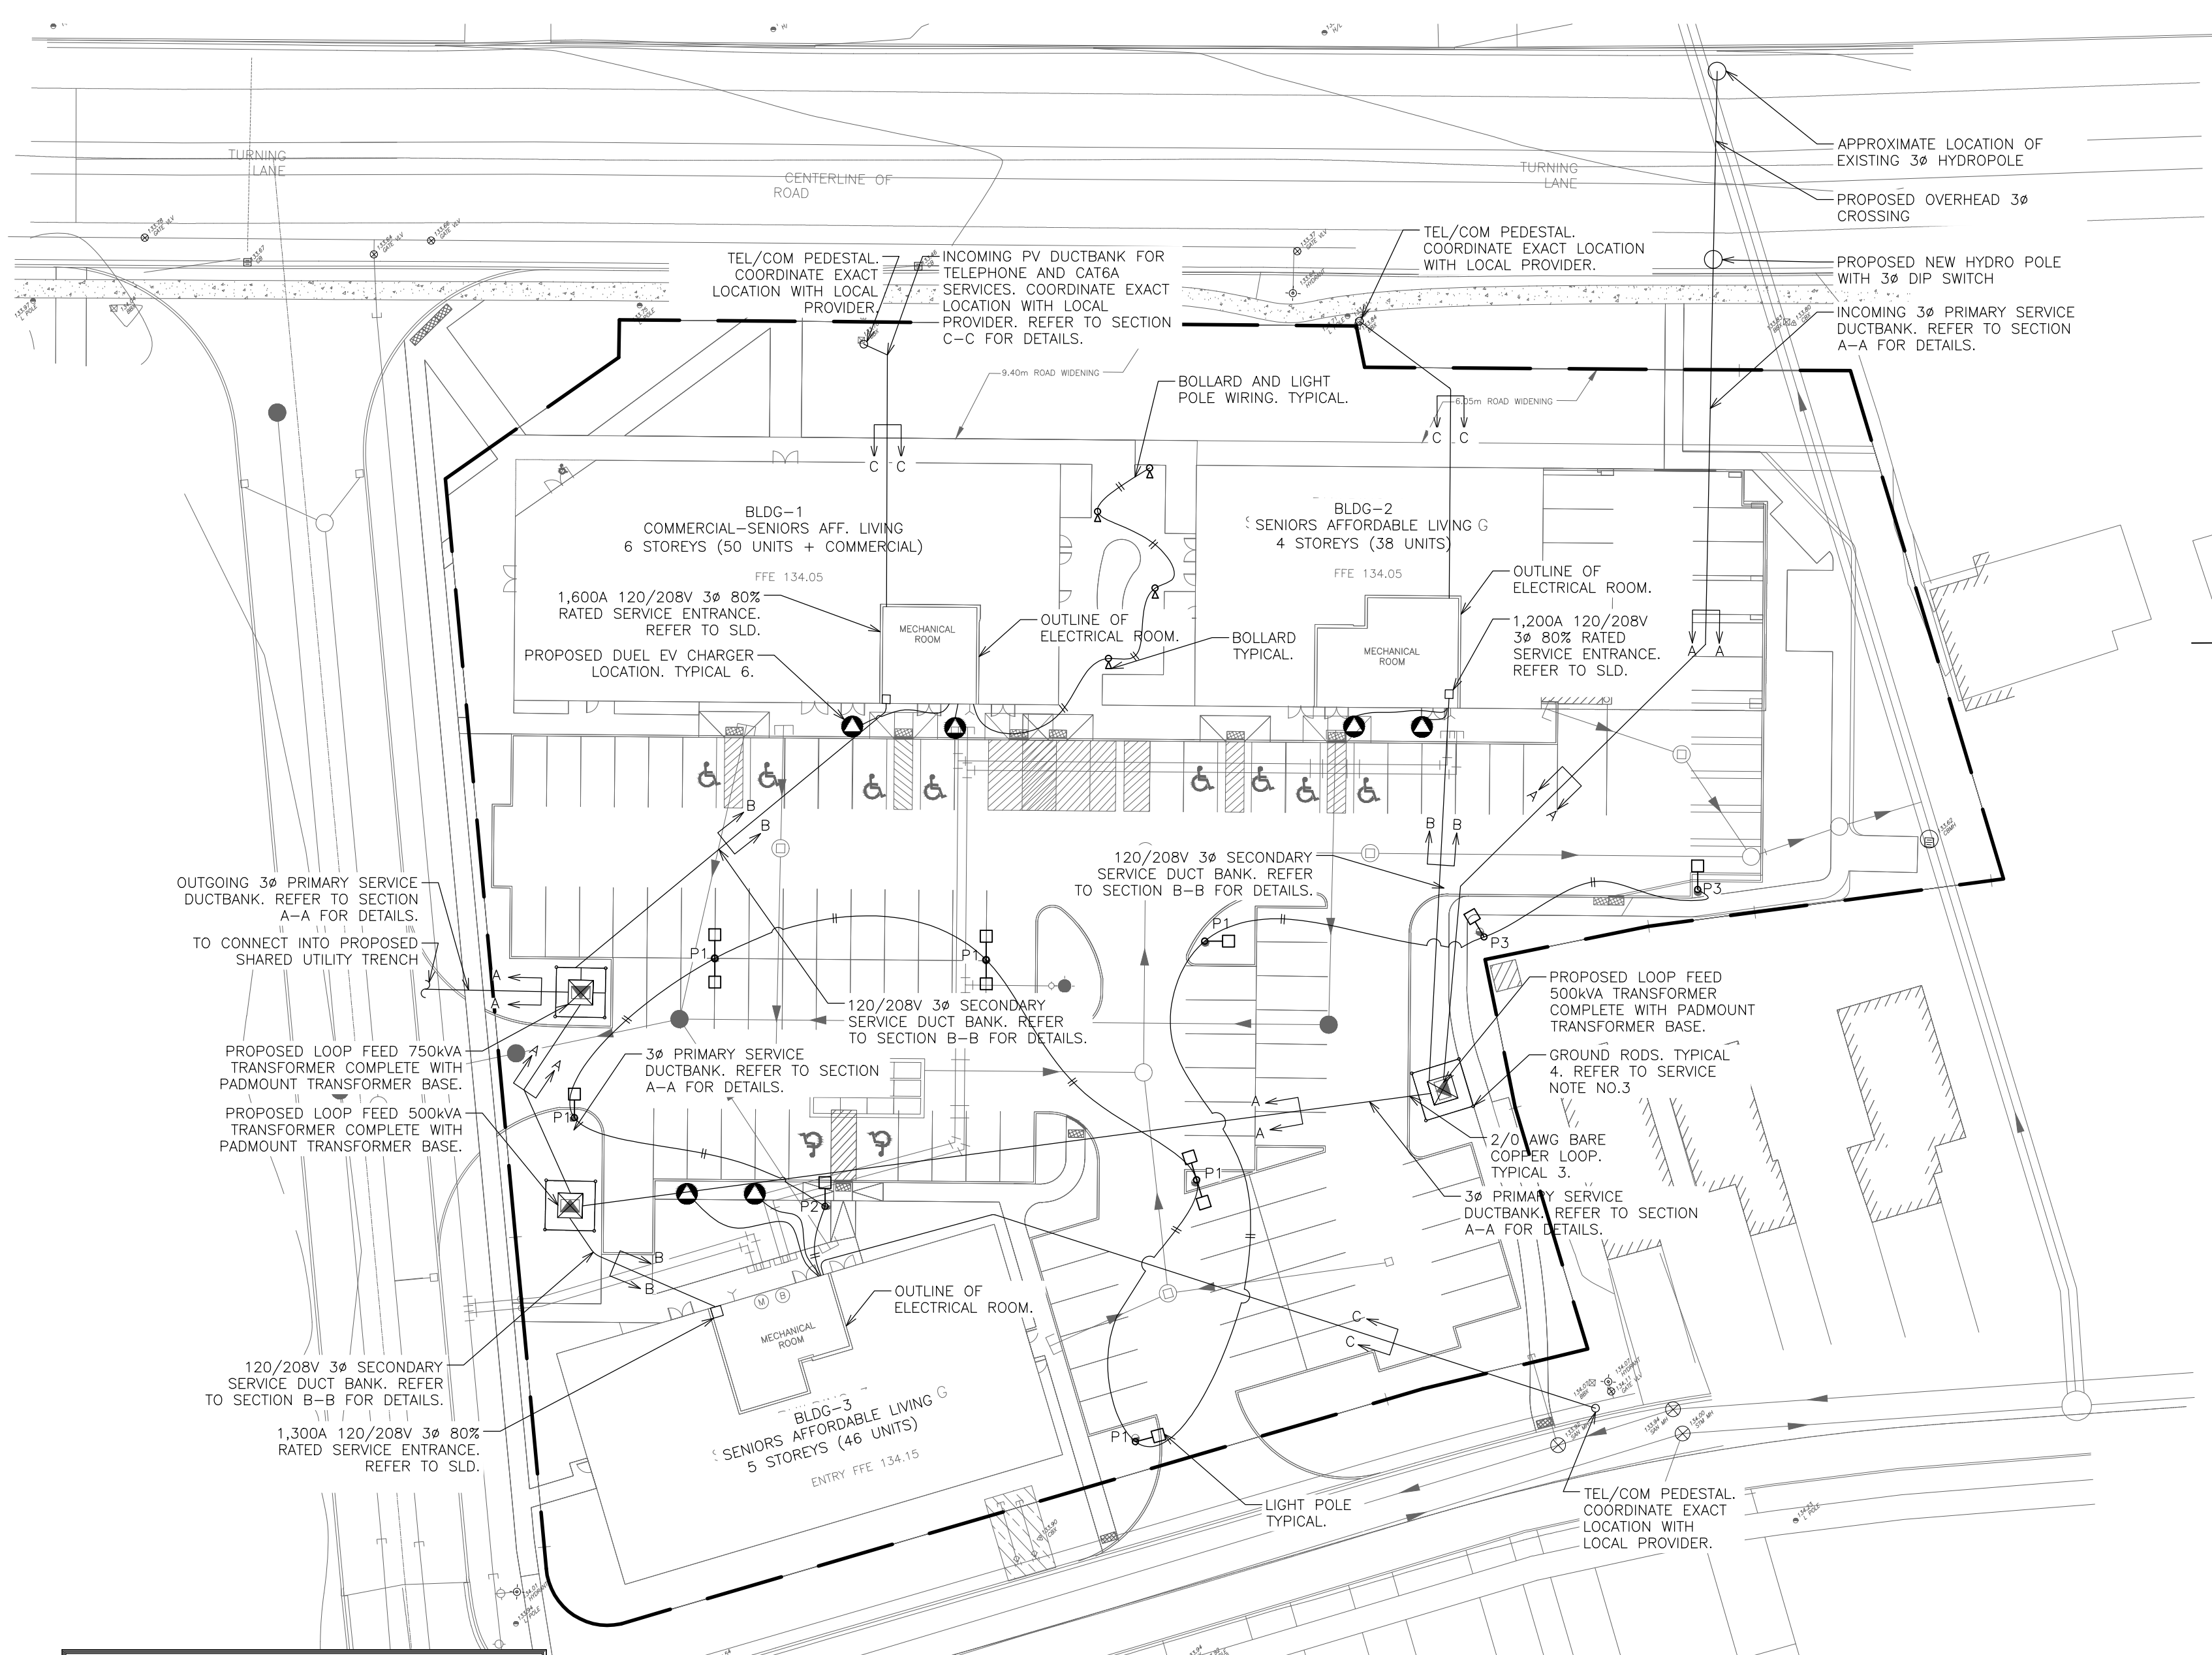 TURNING
LANE
CENTERLINE OF
ROAD
TURNING
LANE
APPROXIMATE LOCATION OF
EXISTING 3Ø HYDROPOLE
PROPOSED OVERHEAD 3Ø
CROSSING
PROPOSED NEW HYDRO POLE
WITH 3Ø DIP SWITCH
INCOMING 3Ø PRIMARY SERVICE
DUCTBANK. REFER TO SECTION
A-A FOR DETAILS.
TEL/COM PEDESTAL.
COORDINATE EXACT LOCATION
WITH LOCAL PROVIDER.
TEL/COM PEDESTAL.
COORDINATE EXACT
LOCATION WITH LOCAL
PROVIDER.
INCOMING PV DUCTBANK FOR
TELEPHONE AND CAT6A
SERVICES. COORDINATE EXACT
LOCATION WITH LOCAL
PROVIDER. REFER TO SECTION
C-C FOR DETAILS.
9.40m ROAD WIDENING
BOLLARD AND LIGHT
POLE WIRING. TYPICAL.
6.05m ROAD WIDENING
C C
C C
BLDG-1
COMMERCIAL-SENIORS AFF. LIVING
6 STOREYS (50 UNITS + COMMERCIAL)
FFE 134.05
BLDG-2
SENIORS AFFORDABLE LIVING G
4 STOREYS (38 UNITS)
FFE 134.05
1,600A 120/208V 3Ø 80%
RATED SERVICE ENTRANCE.
REFER TO SLD.
MECHANICAL
ROOM
OUTLINE OF
ELECTRICAL ROOM.
BOLLARD
TYPICAL.
MECHANICAL
ROOM
OUTLINE OF
ELECTRICAL ROOM.
1,200A 120/208V
3Ø 80% RATED
SERVICE ENTRANCE.
REFER TO SLD.
A A
PROPOSED DUEL EV CHARGER
LOCATION. TYPICAL 6.
B
B
A
A
B B
133.62
CBMH
120/208V 3Ø SECONDARY
SERVICE DUCT BANK. REFER
TO SECTION B-B FOR DETAILS.
OUTGOING 3Ø PRIMARY SERVICE
DUCTBANK. REFER TO SECTION
A-A FOR DETAILS.
TO CONNECT INTO PROPOSED
SHARED UTILITY TRENCH
P3
P1
P1
P1
P3
A
A
120/208V 3Ø SECONDARY
SERVICE DUCT BANK. REFER
TO SECTION B-B FOR DETAILS.
PROPOSED LOOP FEED
500kVA TRANSFORMER
COMPLETE WITH PADMOUNT
TRANSFORMER BASE.
PROPOSED LOOP FEED 750kVA
TRANSFORMER COMPLETE WITH
PADMOUNT TRANSFORMER BASE.
A
A
3Ø PRIMARY SERVICE
DUCTBANK. REFER TO SECTION
A-A FOR DETAILS.
GROUND RODS. TYPICAL
4. REFER TO SERVICE
NOTE NO.3
PROPOSED LOOP FEED 500kVA
TRANSFORMER COMPLETE WITH
PADMOUNT TRANSFORMER BASE.
P1
A
A
2/0 AWG BARE
COPPER LOOP.
TYPICAL 3.
P2
P1
3Ø PRIMARY SERVICE
DUCTBANK. REFER TO SECTION
A-A FOR DETAILS.
B
B
M B
MECHANICAL
ROOM
OUTLINE OF
ELECTRICAL ROOM.
C
C
120/208V 3Ø SECONDARY
SERVICE DUCT BANK. REFER
TO SECTION B-B FOR DETAILS.
1,300A 120/208V 3Ø 80%
RATED SERVICE ENTRANCE.
REFER TO SLD.
BLDG-3
SENIORS AFFORDABLE LIVING G
5 STOREYS (46 UNITS)
ENTRY FFE 134.15
P1
LIGHT POLE
TYPICAL.
TEL/COM PEDESTAL.
COORDINATE EXACT
LOCATION WITH
LOCAL PROVIDER.